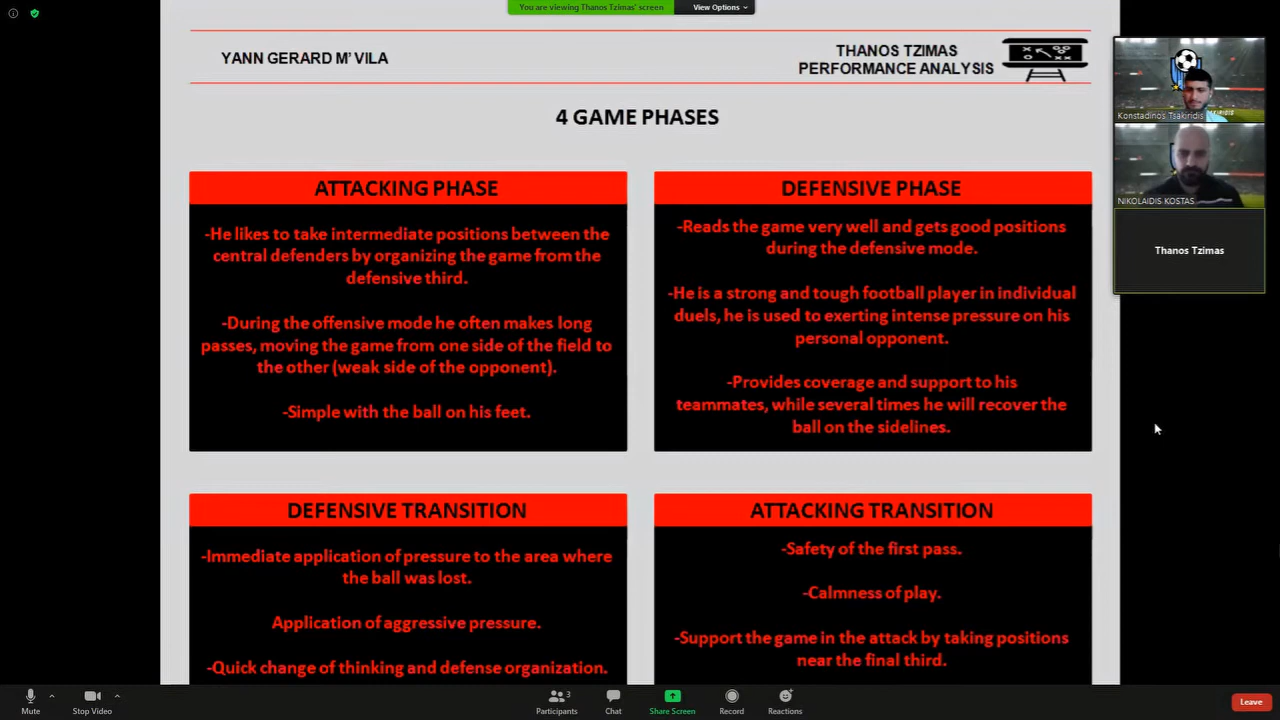 You are viewing Thanos Tzimas' screen
View Options
YANN GERARD M' VILA
THANOS TZIMAS
PERFORMANCE ANALYSIS
4 GAME PHASES
ATTACKING PHASE
-He likes to take intermediate positions between the
central defenders by organizing the game from the
defensive third.
-During the offensive mode he often makes long
passes, moving the game from one side of the field to
the other (weak side of the opponent).
-Simple with the ball on his feet.
DEFENSIVE PHASE
-Reads the game very well and gets good positions
during the defensive mode.
-He is a strong and tough football player in individual
duels, he is used to exerting intense pressure on his
personal opponent.
-Provides coverage and support to his
teammates, while several times he will recover the
ball on the sidelines.
DEFENSIVE TRANSITION
-Immediate application of pressure to the area where
the ball was lost.
Application of aggressive pressure.
-Quick change of thinking and defense organization.
ATTACKING TRANSITION
-Safety of the first pass.
-Calmness of play.
-Support the game in the attack by taking positions
near the final third.
Konstadinos Tsakiridis
NIKOLAIDIS KOSTAS
Thanos Tzimas
Mute
Stop Video
Participants
3
Chat
Share Screen
Record
Reactions
Leave